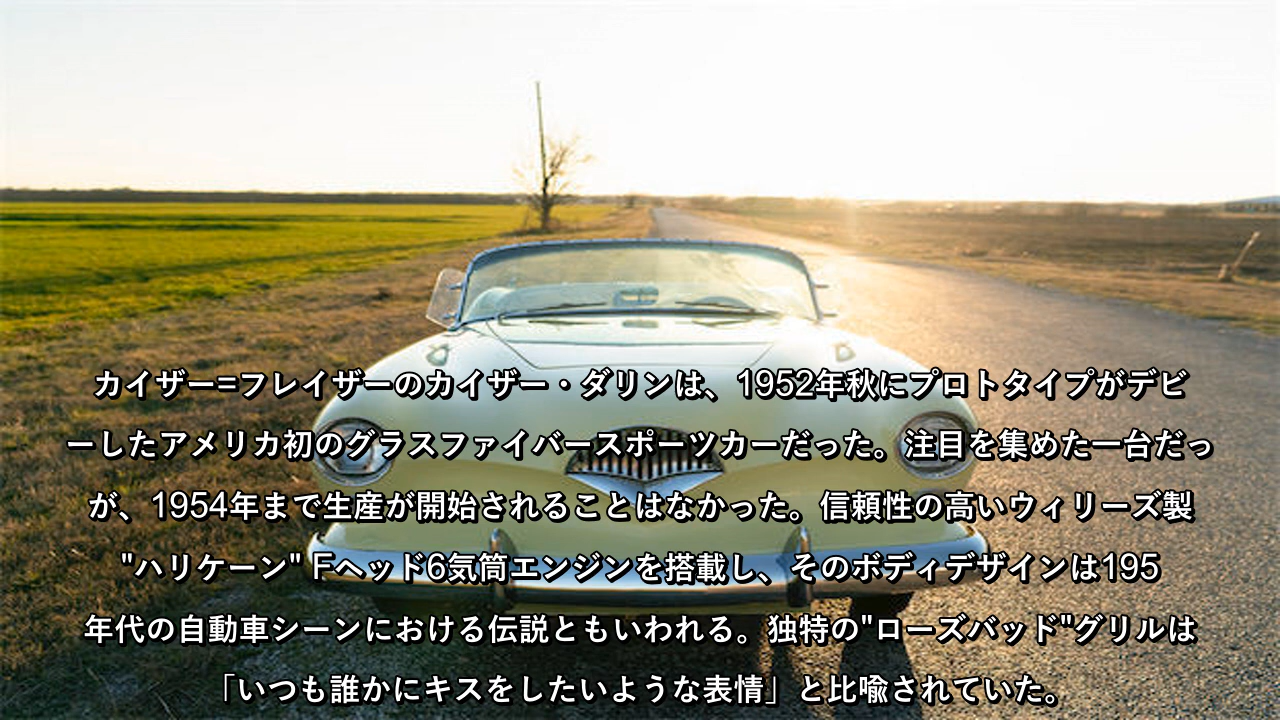 カイザー=フレイザーのカイザー・ダリンは、1952年秋にプロトタイプがデビ
ーしたアメリカ初のグラスファイバースポーツカーだった。注目を集めた一台だっ
が、1954年まで生産が開始されることはなかった。信頼性の高いウィリーズ製
"ハリケーン" Fヘッド6気筒エンジンを搭載し、そのボディデザインは195
年代の自動車シーンにおける伝説ともいわれる。独特の"ローズバッド"グリルは
「いつも誰かにキスをしたいような表情」と比喩されていた。